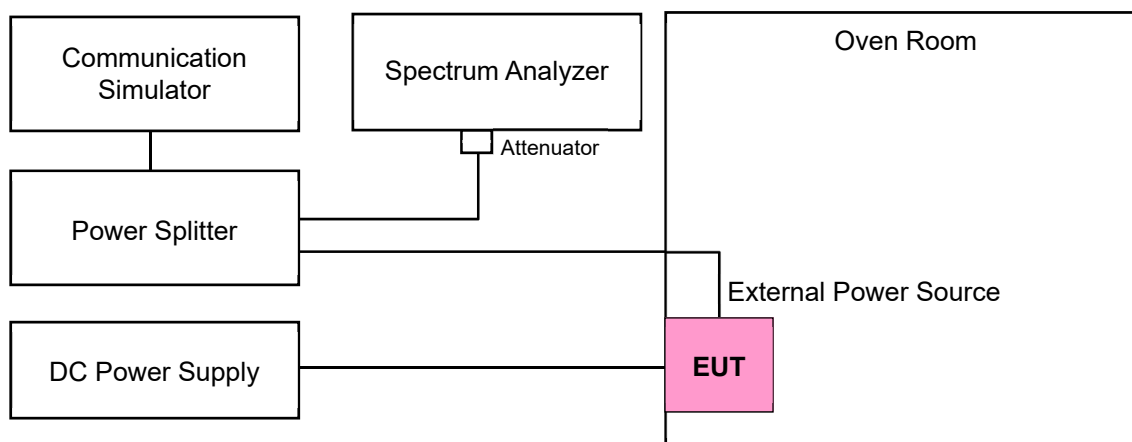 Communication
Simulator
Spectrum Analyzer
Oven Room
Attenuator
Power Splitter
External Power Source
DC Power Supply
EUT